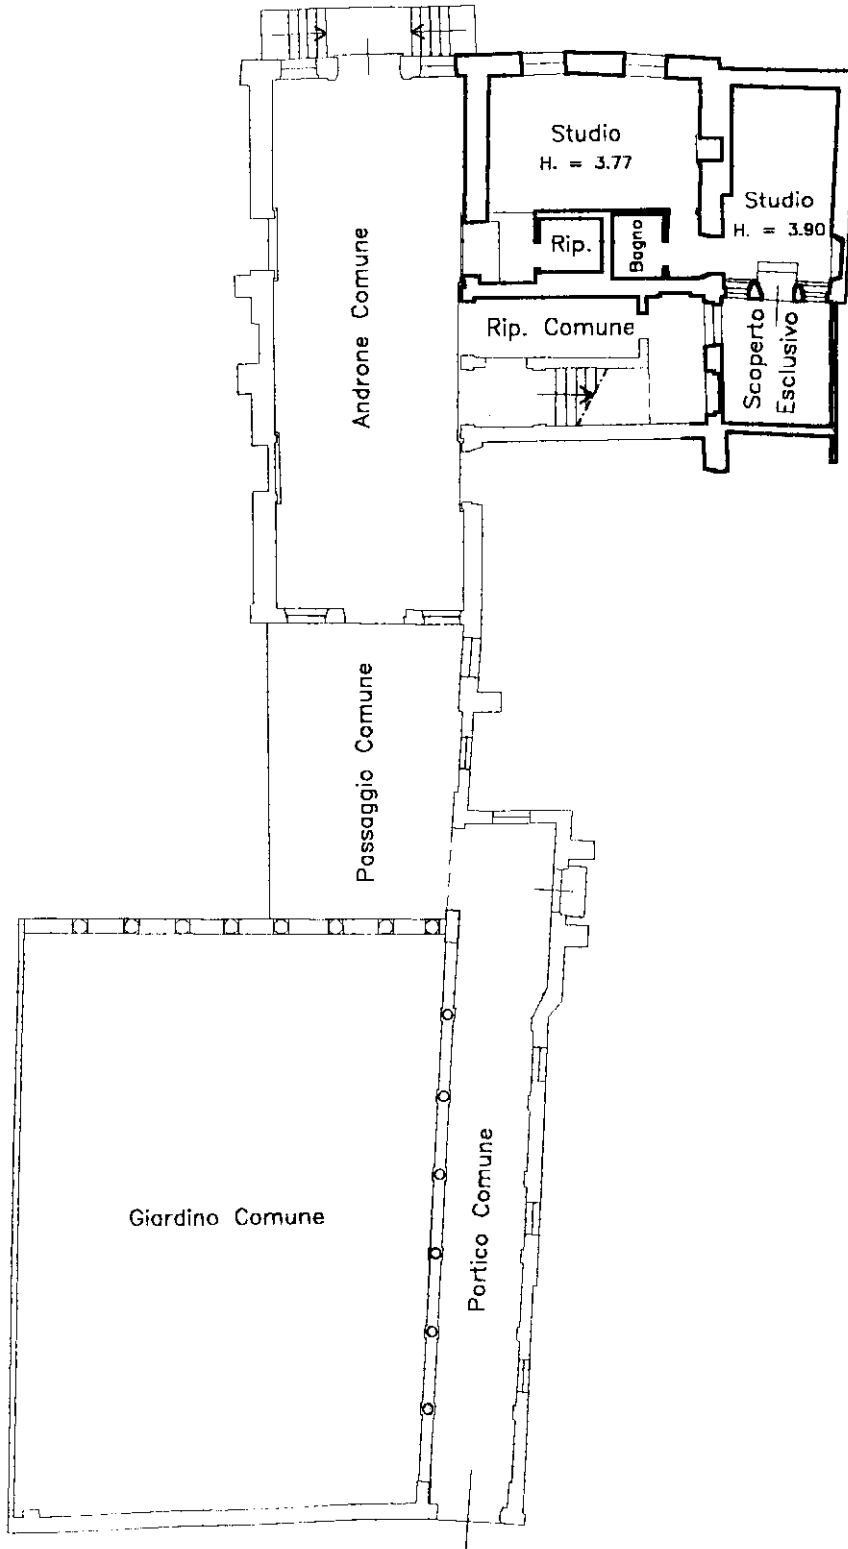 Studio
H. = 3.77
Studio
H. = 3.90
Rip.
Bagno
Androne Comune
Rip. Comune
Scoperto
Esclusivo
Passaggio Comune
Giardino Comune
Portico Comune